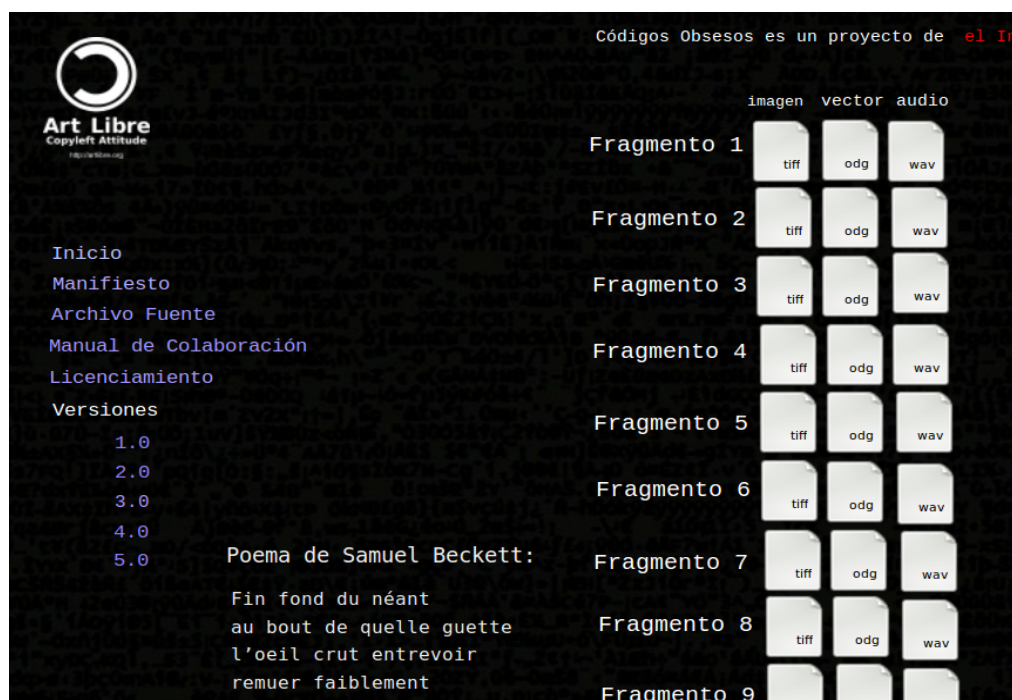 Códigos Obsesos es un proyecto de el
Art Libre
Copyleft Attitude
http://artlibre.org
imagen vector audio
Fragmento 1 tiff odg wav
Fragmento 2 tiff odg wav
Fragmento 3 tiff odg wav
Fragmento 4 tiff odg wav
Fragmento 5 tiff odg wav
Fragmento 6 tiff odg wav
Fragmento 7 tiff odg wav
Fragmento 8 tiff odg wav
Fragmento 9
Inicio
Manifiesto
Archivo Fuente
Manual de Colaboración
Licenciamiento
Versiones
1.0
2.0
3.0
4.0
5.0
Poema de Samuel Beckett:
Fin fond du néant
au bout de quelle guette
l’oeil crut entrevoir
remuer faiblement